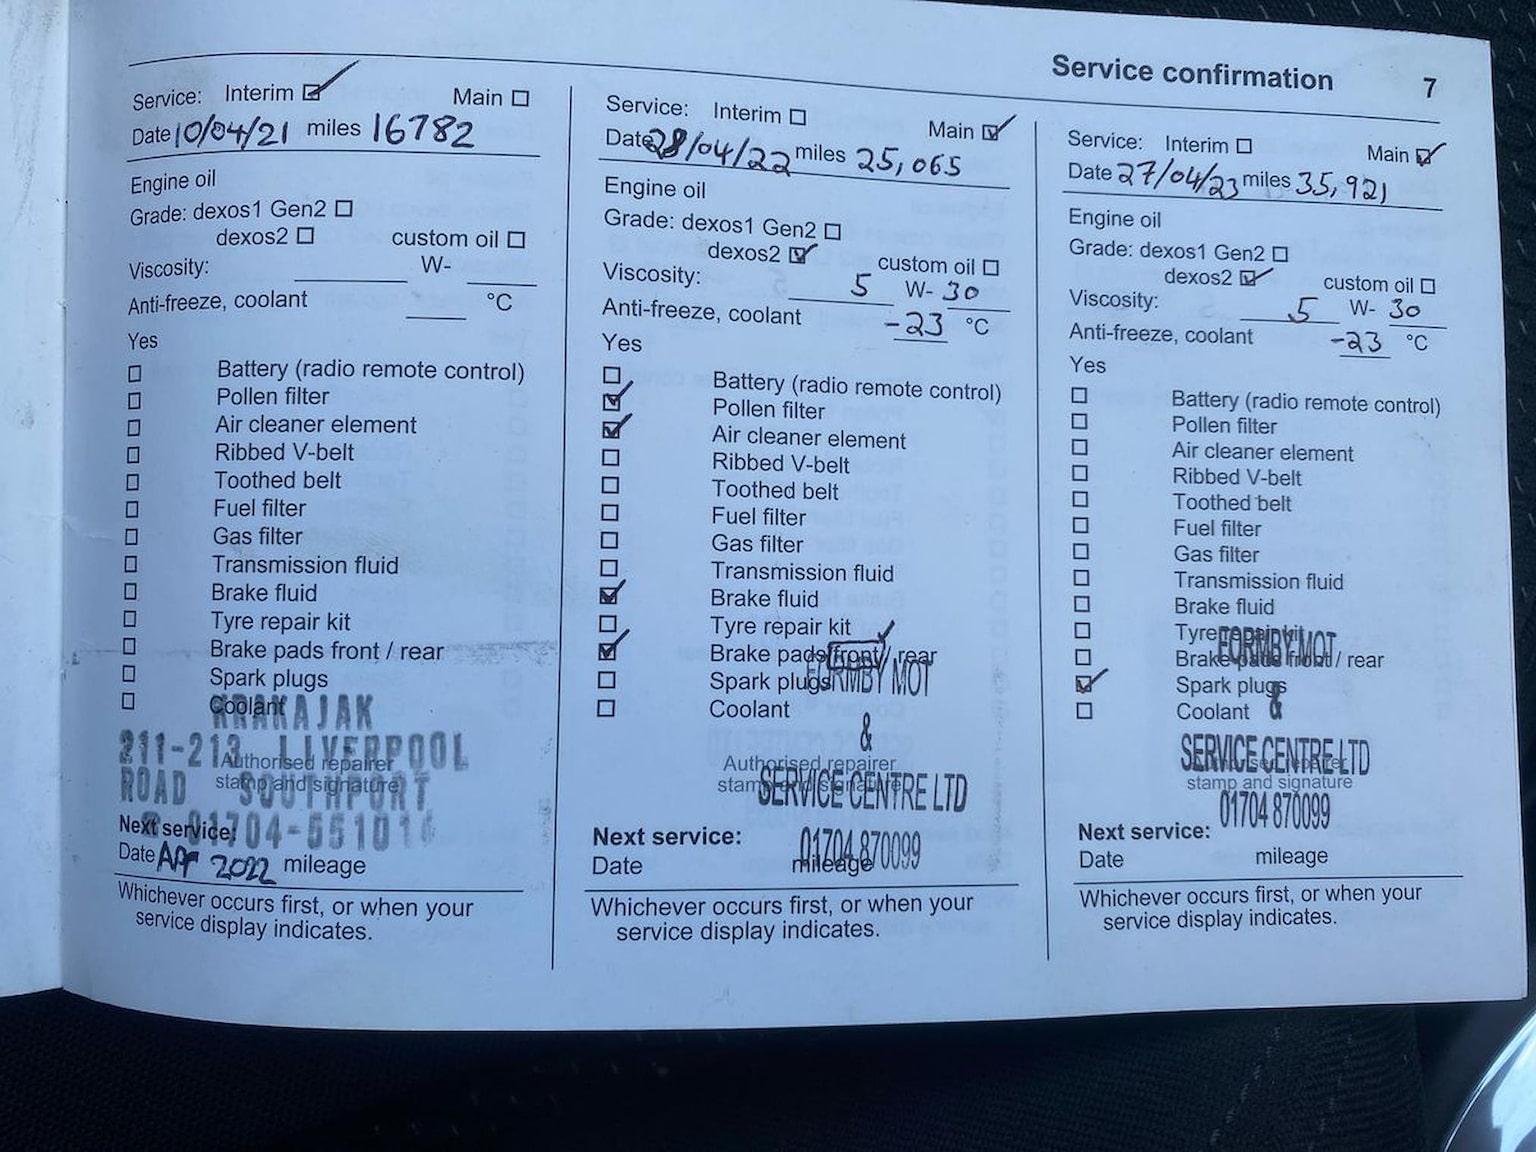 Service confirmation 7
Service: Interim ☑ Main ☐
Date 10/04/21 miles 16782
Engine oil
Grade: dexos1 Gen2 ☐
dexos2 ☐ custom oil ☐
Viscosity: W-
Anti-freeze, coolant °C
Yes
☐ Battery (radio remote control)
☐ Pollen filter
☐ Air cleaner element
☐ Ribbed V-belt
☐ Toothed belt
☐ Fuel filter
☐ Gas filter
☐ Transmission fluid
☐ Brake fluid
☐ Tyre repair kit
☐ Brake pads front / rear
☐ Spark plugs
☐ Coolant
KRAKAJAK
211-213 LIVERPOOL
Authorised repairer
ROAD SOUTHPORT
stamp and signature
01704-551014
Next service:
Date Apr 2022 mileage
Whichever occurs first, or when your
service display indicates.
Service: Interim ☐ Main ☑
Date 28/04/22 miles 25,065
Engine oil
Grade: dexos1 Gen2 ☐
dexos2 ☑ custom oil ☐
Viscosity: 5 W- 30
Anti-freeze, coolant -23 °C
Yes
☐ Battery (radio remote control)
☑ Pollen filter
☑ Air cleaner element
☐ Ribbed V-belt
☐ Toothed belt
☐ Fuel filter
☐ Gas filter
☐ Transmission fluid
☑ Brake fluid
☐ Tyre repair kit
☑ Brake pads front / rear
☐ Spark plugs
☐ Coolant
FORMBY MOT
&
Authorised repairer
stamp and signature
SERVICE CENTRE LTD
01704 870099
Next service:
Date mileage
Whichever occurs first, or when your
service display indicates.
Service: Interim ☐ Main ☑
Date 27/04/23 miles 35,921
Engine oil
Grade: dexos1 Gen2 ☐
dexos2 ☑ custom oil ☐
Viscosity: 5 W- 30
Anti-freeze, coolant -23 °C
Yes
☐ Battery (radio remote control)
☐ Pollen filter
☐ Air cleaner element
☐ Ribbed V-belt
☐ Toothed belt
☐ Fuel filter
☐ Gas filter
☐ Transmission fluid
☐ Brake fluid
☐ Tyre repair kit
☐ Brake pads front / rear
☑ Spark plugs
☐ Coolant
FORMBY MOT
&
SERVICE CENTRE LTD
Authorised repairer
stamp and signature
01704 870099
Next service:
Date mileage
Whichever occurs first, or when your
service display indicates.